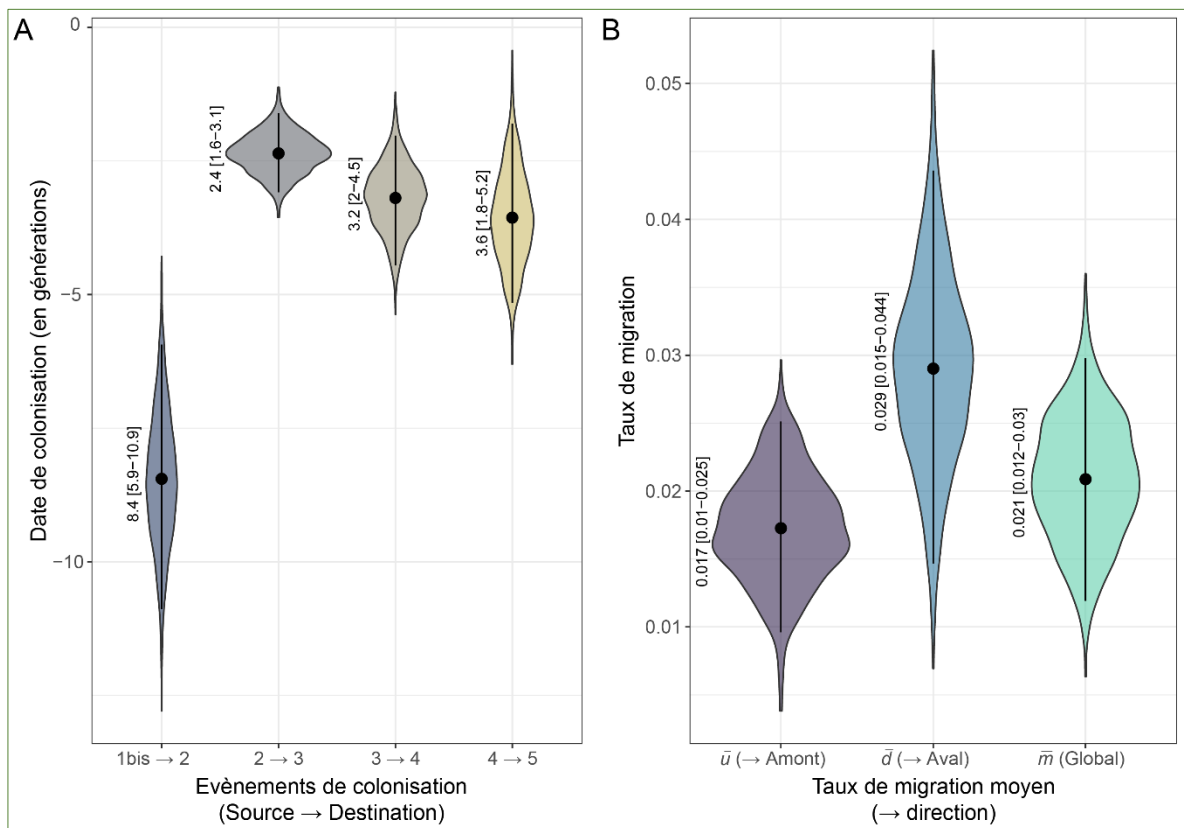 A
0
−5
−10
Date de colonisation (en générations)
8.4 [5.9−10.9]
2.4 [1.6−3.1]
3.2 [2−4.5]
3.6 [1.8−5.2]
1bis → 2
2 → 3
3 → 4
4 → 5
Evènements de colonisation
(Source → Destination)
B
0.05
0.04
0.03
0.02
0.01
Taux de migration
0.017 [0.01−0.025]
0.029 [0.015−0.044]
0.021 [0.012−0.03]
u̅ (→ Amont)
d̅ (→ Aval)
m̅ (Global)
Taux de migration moyen
(→ direction)